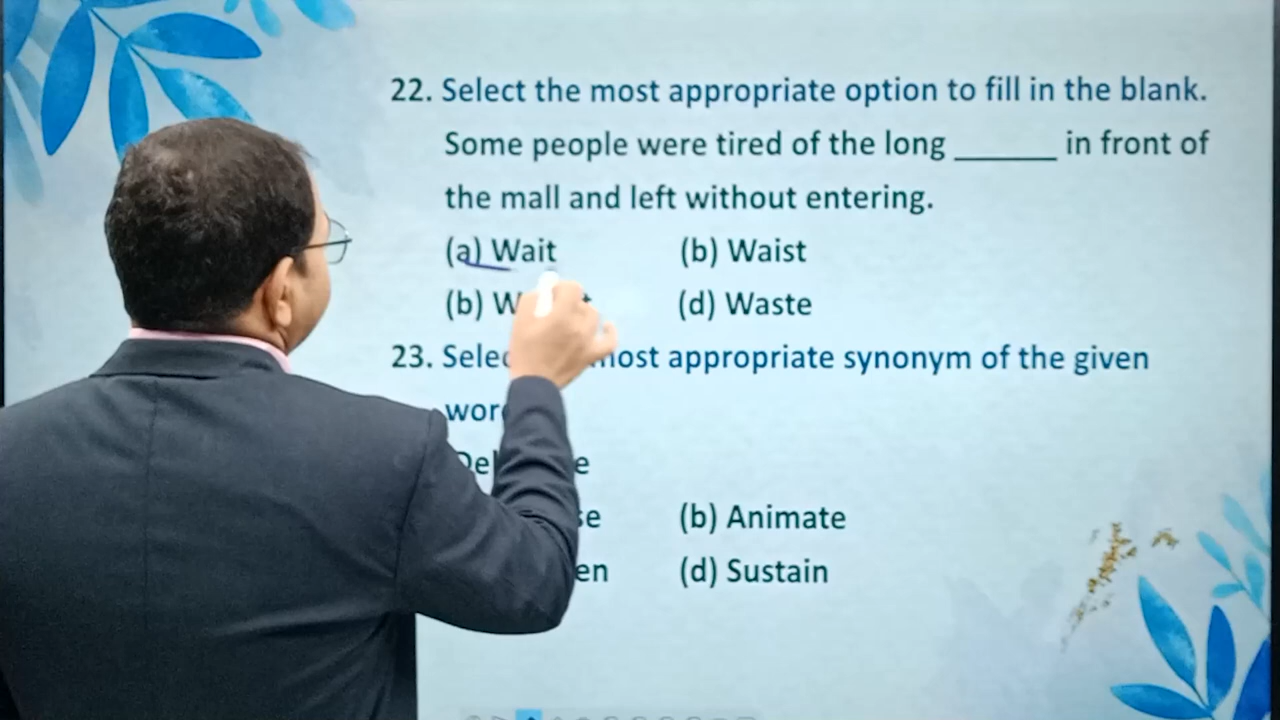 22. Select the most appropriate option to fill in the blank.
Some people were tired of the long ______ in front of
the mall and left without entering.
(a) Wait (b) Waist
(b) (d) Waste
23. most appropriate synonym of the given
(b) Animate
(d) Sustain